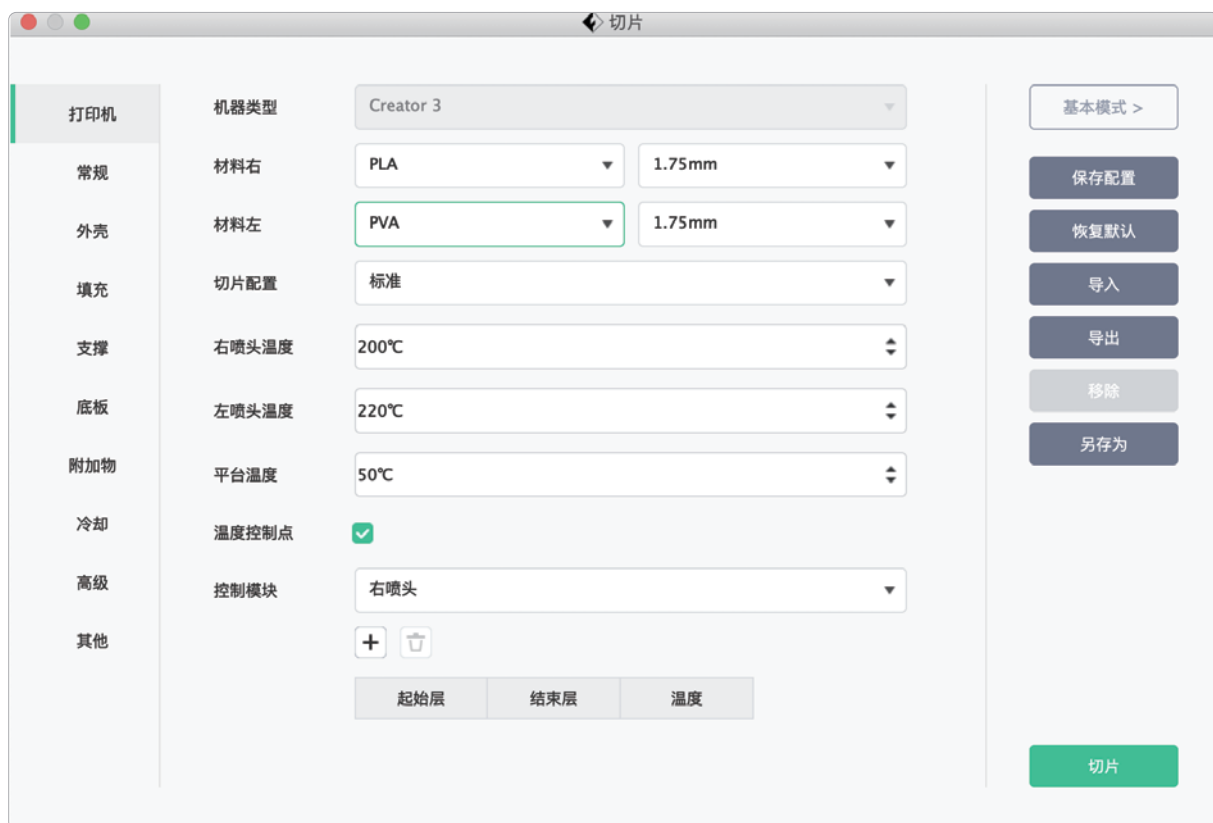 切片
打印机
常规
外壳
填充
支撑
底板
附加物
冷却
高级
其他
机器类型 Creator 3
材料右 PLA 1.75mm
材料左 PVA 1.75mm
切片配置 标准
右喷头温度 200℃
左喷头温度 220℃
平台温度 50℃
温度控制点
控制模块 右喷头
起始层 结束层 温度
基本模式 >
保存配置
恢复默认
导入
导出
移除
另存为
切片